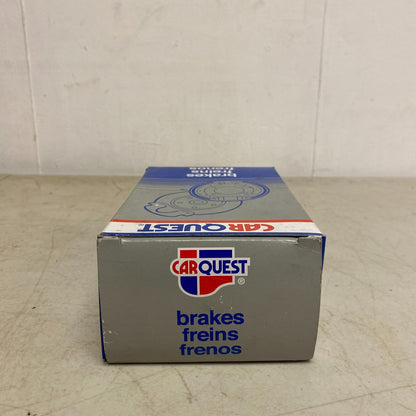 brakes
freins
frenos
CARQUEST
CARQUEST®
brakes
freins
frenos